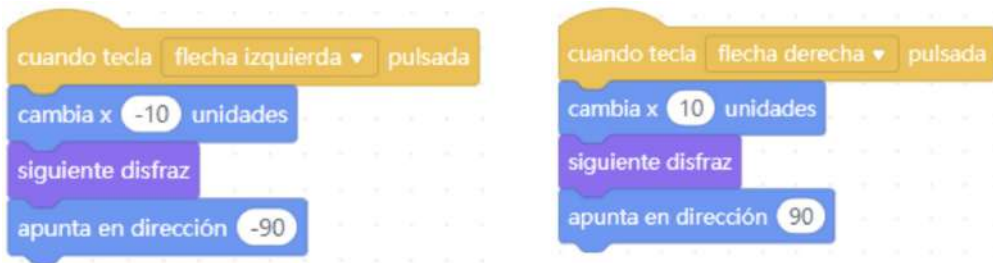 cuando tecla flecha izquierda pulsada
cambia x -10 unidades
siguiente disfraz
apunta en dirección -90
cuando tecla flecha derecha pulsada
cambia x 10 unidades
siguiente disfraz
apunta en dirección 90